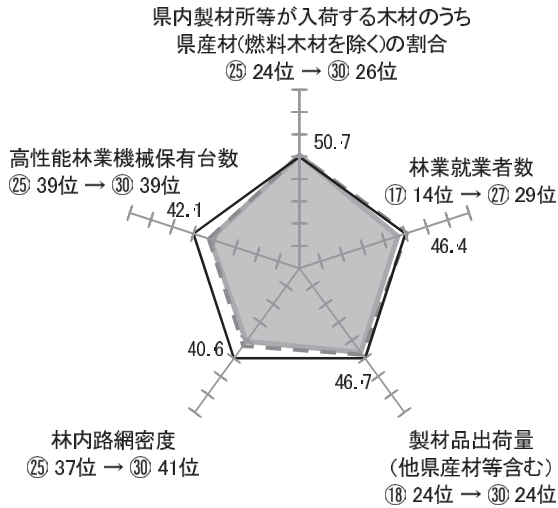 県内製材所等が入荷する木材のうち
県産材(燃料木材を除く)の割合
㉕ 24位 → ㉚ 26位
50.7
高性能林業機械保有台数
㉕ 39位 → ㉚ 39位
42.1
林業就業者数
⑰ 14位 → ㉗ 29位
46.4
40.6
46.7
林内路網密度
㉕ 37位 → ㉚ 41位
製材品出荷量
(他県産材等含む)
⑱ 24位 → ㉚ 24位